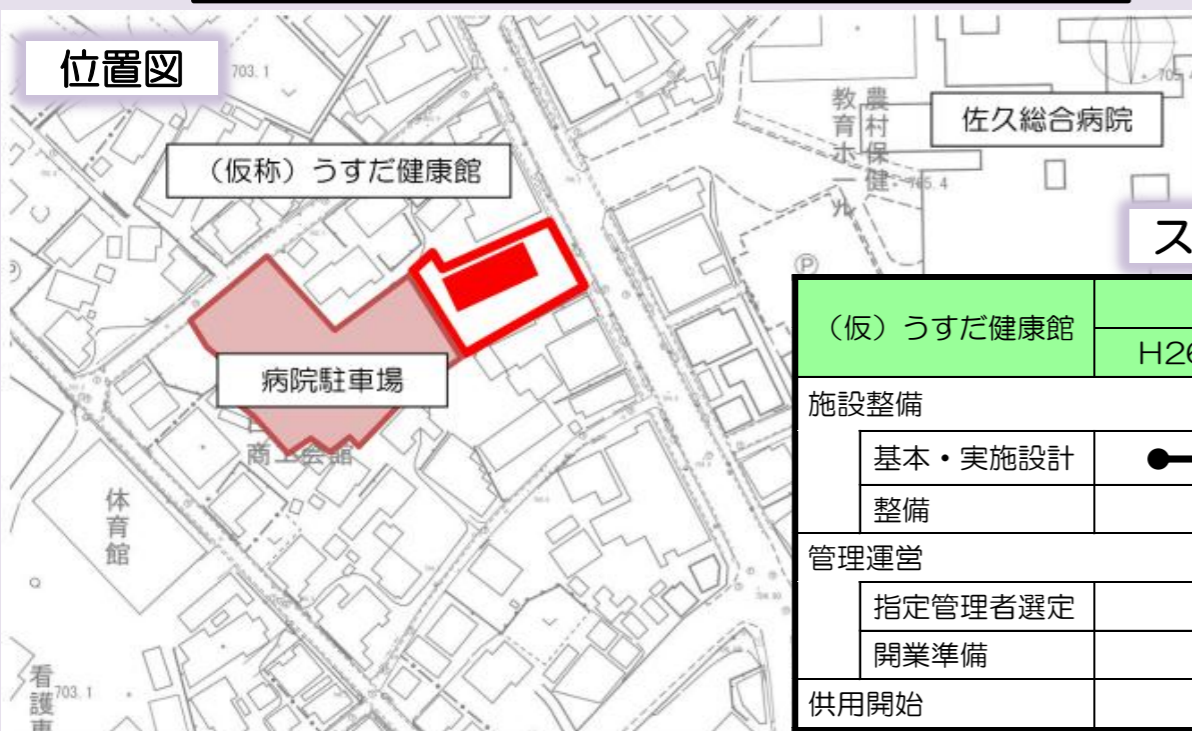 位置図
703.1
教育ホール
農村保健
佐久総合病院
(仮称)うすだ健康館
病院駐車場
商工会館
体育館
看護専
703.1
ス
(仮)うすだ健康館
H26
施設整備
基本・実施設計
整備
管理運営
指定管理者選定
開業準備
供用開始